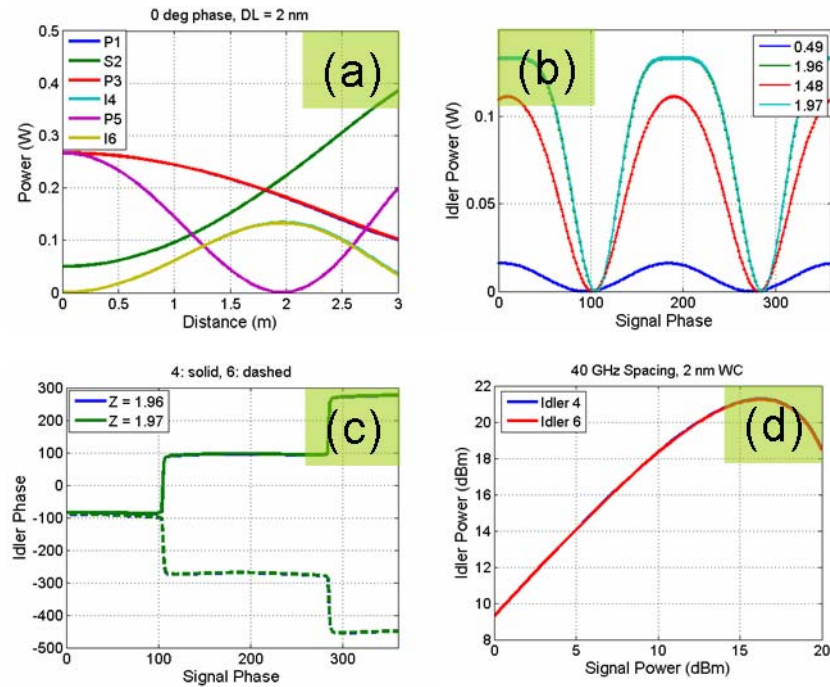 0 deg phase, DL = 2 nm
0.5
0.4
0.3
0.2
0.1
0
Power (W)
P1
S2
P3
I4
P5
I6
(a)
0 0.5 1 1.5 2 2.5 3
Distance (m)
0.1
0.05
0
Idler Power (W)
(b)
0.49
1.96
1.48
1.97
0 100 200 300
Signal Phase
4: solid, 6: dashed
300
200
100
0
-100
-200
-300
-400
-500
Idler Phase
Z = 1.96
Z = 1.97
(c)
0 100 200 300
Signal Phase
40 GHz Spacing, 2 nm WC
22
20
18
16
14
12
10
8
Idler Power (dBm)
Idler 4
Idler 6
(d)
0 5 10 15 20
Signal Power (dBm)